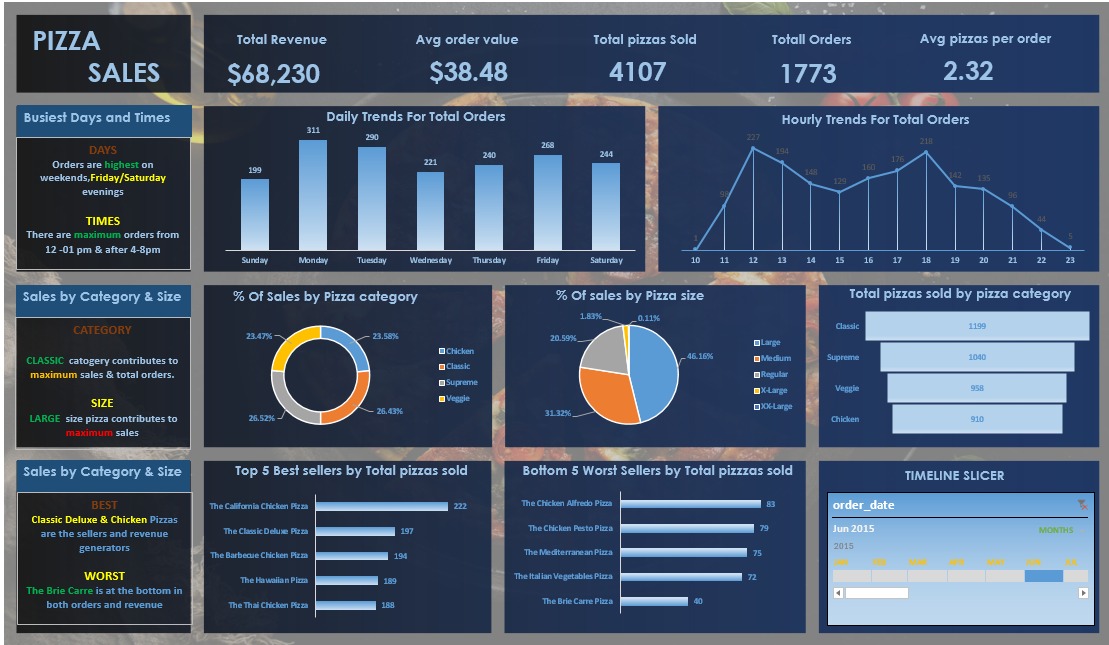 PIZZA
SALES
Total Revenue
$68,230
Avg order value
$38.48
Total pizzas Sold
4107
Totall Orders
1773
Avg pizzas per order
2.32
Busiest Days and Times
DAYS
Orders are highest on
weekends,Friday/Saturday
evenings
TIMES
There are maximum orders from
12 -01 pm & after 4-8pm
Daily Trends For Total Orders
199
311
290
221
240
268
244
Sunday Monday Tuesday Wednesday Thursday Friday Saturday
Hourly Trends For Total Orders
1
227
194
148
129
160
176
218
142
135
96
44
5
10 11 12 13 14 15 16 17 18 19 20 21 22 23
Sales by Category & Size
CATEGORY
CLASSIC catogery contributes to
maximum sales & total orders.
SIZE
LARGE size pizza contributes to
maximum sales
% Of Sales by Pizza category
23.47%
23.58%
26.52%
26.43%
Chicken
Classic
Supreme
Veggie
% Of sales by Pizza size
1.83%
0.11%
20.59%
46.16%
31.32%
Large
Medium
Regular
X-Large
XX-Large
Total pizzas sold by pizza category
Classic 1199
Supreme 1040
Veggie 958
Chicken 910
Sales by Category & Size
BEST
Classic Deluxe & Chicken Pizzas
are the sellers and revenue
generators
WORST
The Brie Carre is at the bottom in
both orders and revenue
Top 5 Best sellers by Total pizzas sold
The California Chicken Pizza 222
The Classic Deluxe Pizza 197
The Barbecue Chicken Pizza 194
The Hawaiian Pizza 189
The Thai Chicken Pizza 188
Bottom 5 Worst Sellers by Total pizzzas sold
The Chicken Alfredo Pizza 83
The Chicken Pesto Pizza 79
The Mediterranean Pizza 75
The Italian Vegetables Pizza 72
The Brie Carre Pizza 40
TIMELINE SLICER
order_date
Jun 2015
MONTHS
2015